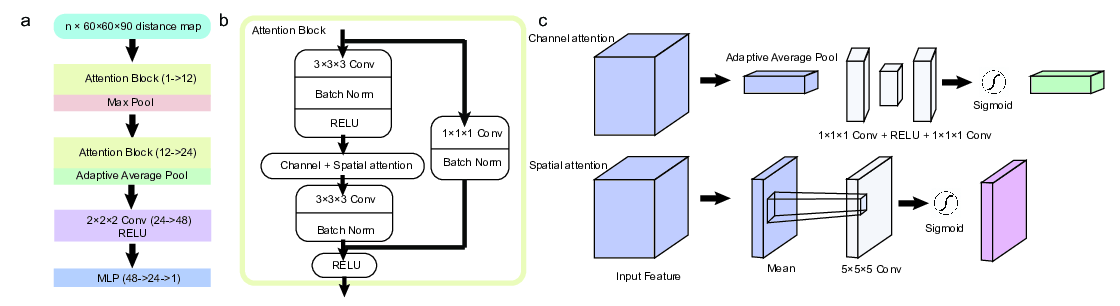 a
n × 60×60×90 distance map
Attention Block (1->12)
Max Pool
Attention Block (12->24)
Adaptive Average Pool
2×2×2 Conv (24->48)
RELU
MLP (48->24->1)
b
Attention Block
3×3×3 Conv
Batch Norm
RELU
1×1×1 Conv
Batch Norm
Channel + Spatial attention
3×3×3 Conv
Batch Norm
RELU
c
Channel attention
Adaptive Average Pool
Sigmoid
1×1×1 Conv + RELU + 1×1×1 Conv
Spatial attention
Sigmoid
Input Feature
Mean
5×5×5 Conv